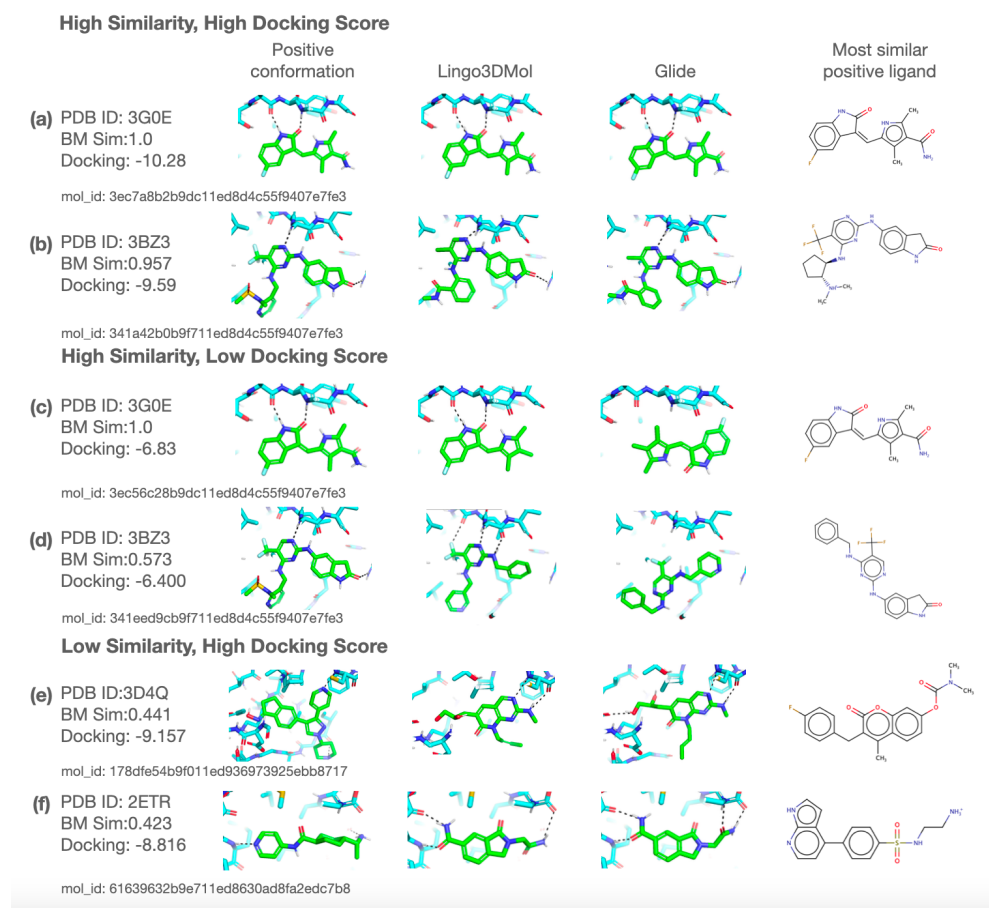 High Similarity, High Docking Score
Positive conformation
Lingo3DMol
Glide
Most similar positive ligand
(a) PDB ID: 3G0E
BM Sim:1.0
Docking: -10.28
mol_id: 3ec7a8b2b9dc11ed8d4c55f9407e7fe3
(b) PDB ID: 3BZ3
BM Sim:0.957
Docking: -9.59
mol_id: 341a42b0b9f711ed8d4c55f9407e7fe3
High Similarity, Low Docking Score
(c) PDB ID: 3G0E
BM Sim:1.0
Docking: -6.83
mol_id: 3ec56c28b9dc11ed8d4c55f9407e7fe3
(d) PDB ID: 3BZ3
BM Sim:0.573
Docking: -6.400
mol_id: 341eed9cb9f711ed8d4c55f9407e7fe3
Low Similarity, High Docking Score
(e) PDB ID:3D4Q
BM Sim:0.441
Docking: -9.157
mol_id: 178dfe54b9f011ed936973925ebb8717
(f) PDB ID: 2ETR
BM Sim:0.423
Docking: -8.816
mol_id: 61639632b9e711ed8630ad8fa2edc7b8